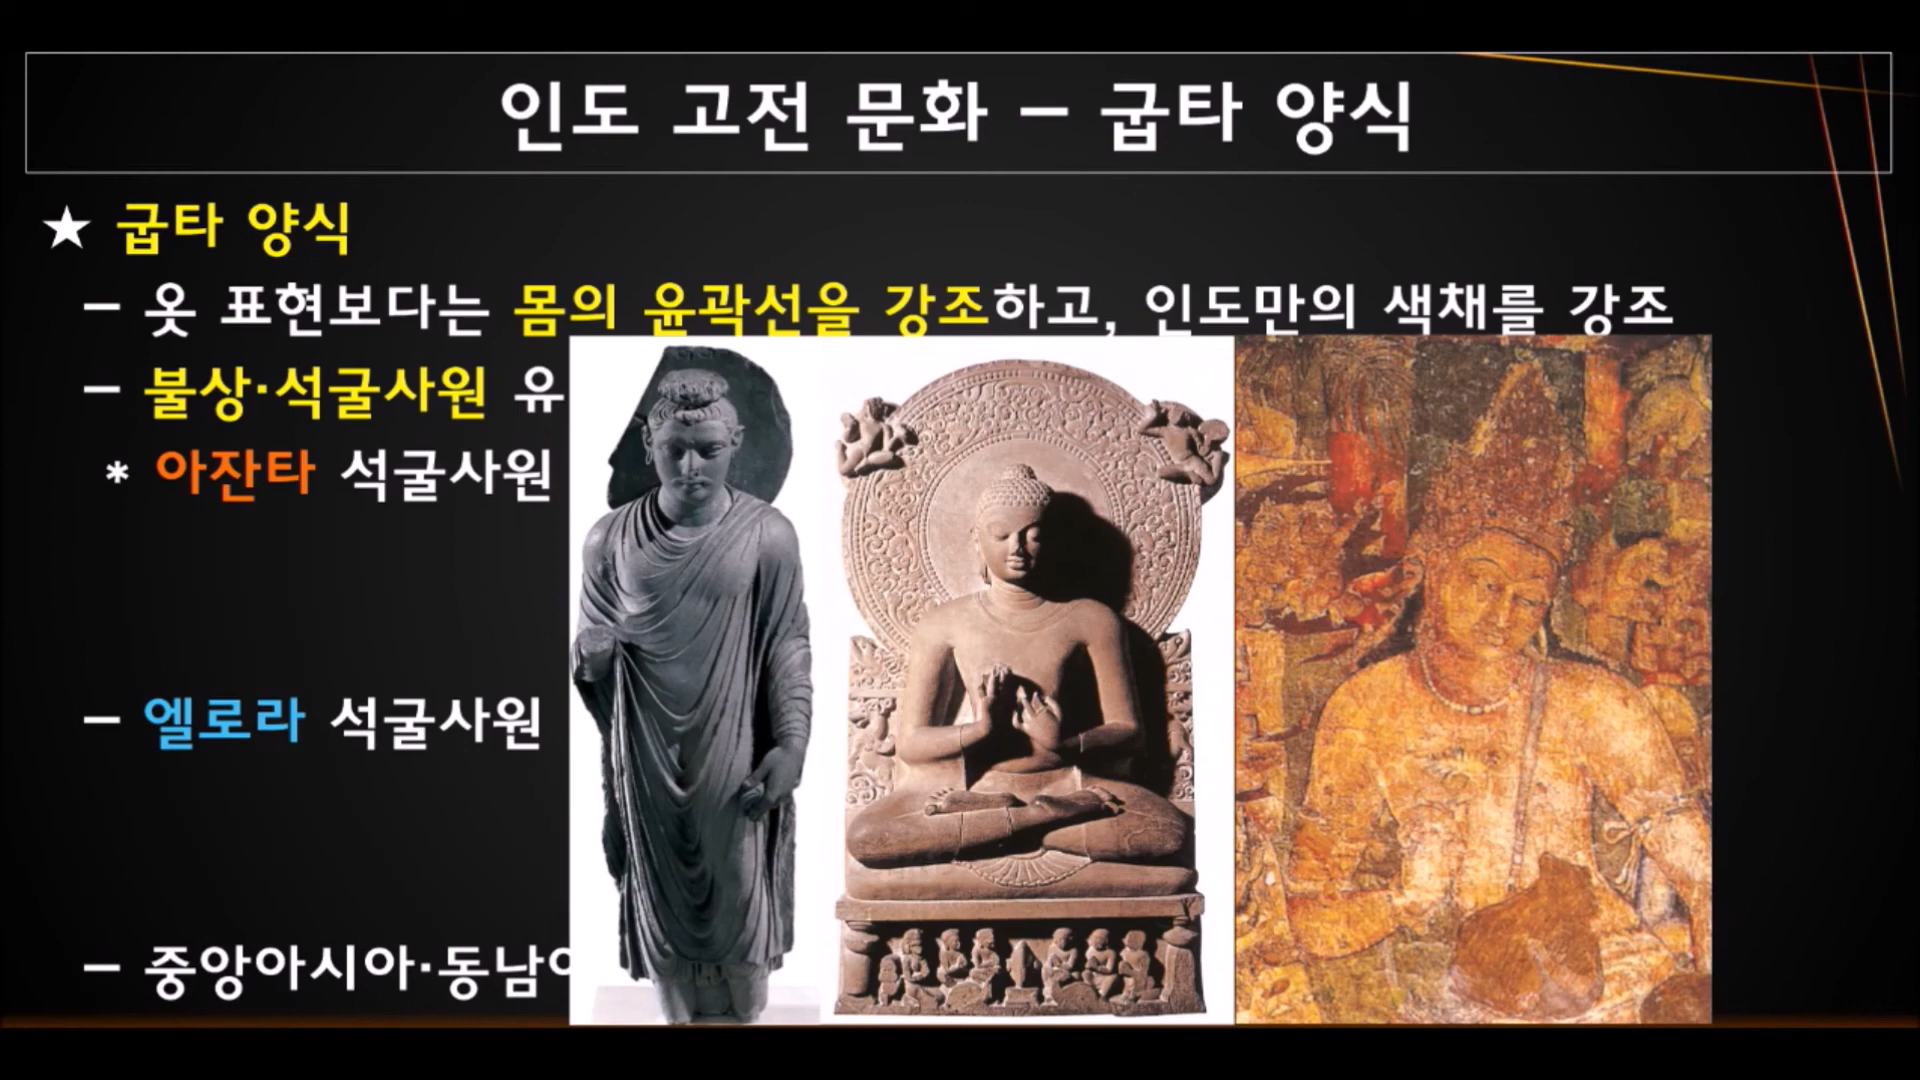 인도 고전 문화 – 굽타 양식
★ 굽타 양식
– 옷 표현보다는 몸의 윤곽선을 강조하고, 인도만의 색채를 강조
– 불상·석굴사원 유
* 아잔타 석굴사원
– 엘로라 석굴사원
– 중앙아시아·동남